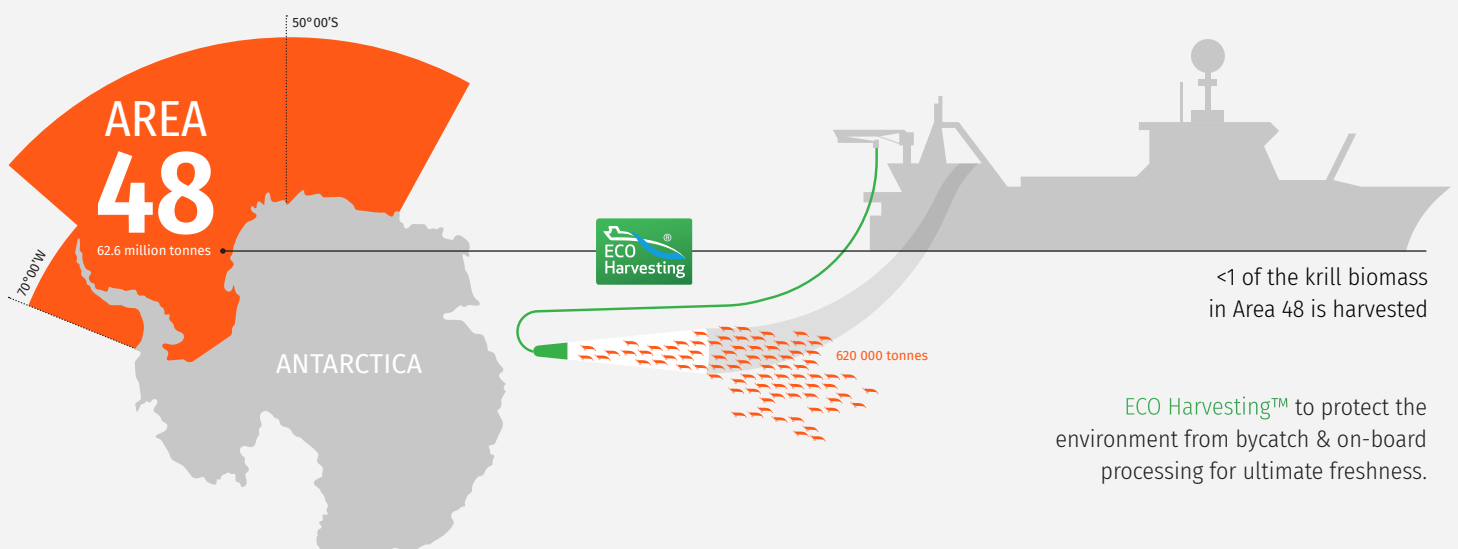 50°00'S
AREA
48
62.6 million tonnes
70°00'W
ANTARCTICA
ECO
Harvesting
®
620 000 tonnes
<1 of the krill biomass
in Area 48 is harvested
ECO Harvesting™ to protect the
environment from bycatch & on-board
processing for ultimate freshness.